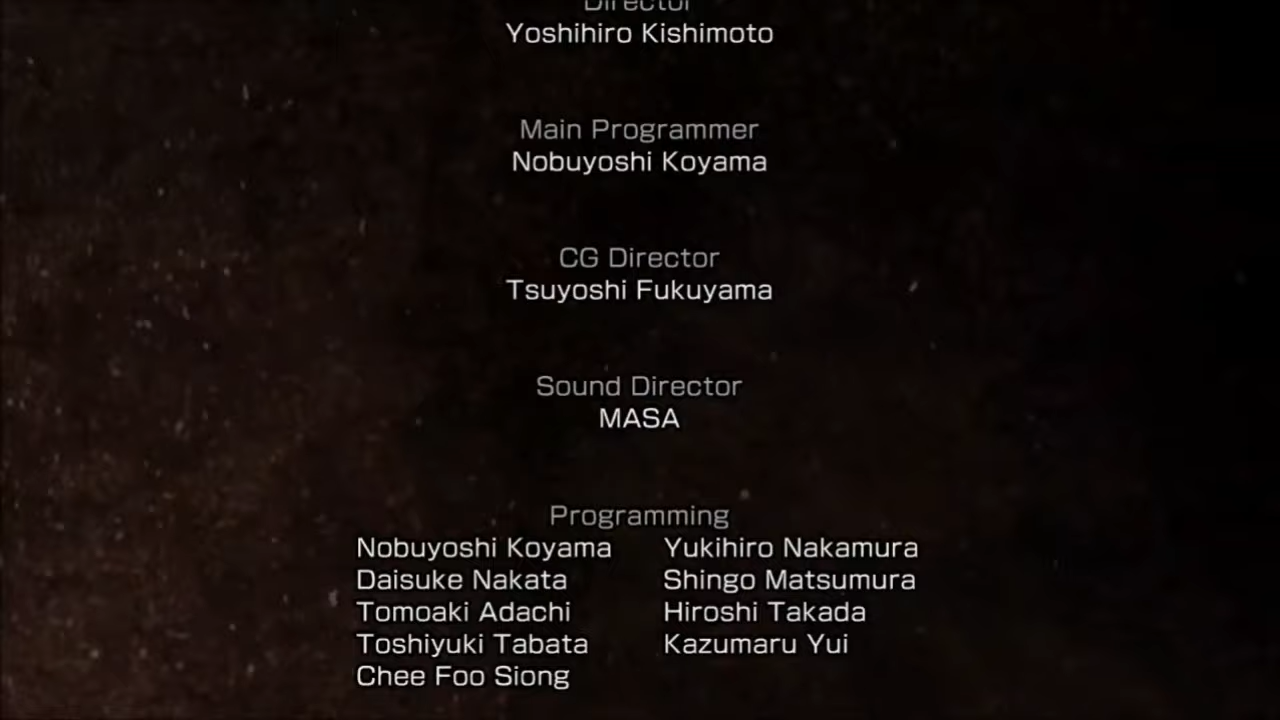 Director
Yoshihiro Kishimoto
Main Programmer
Nobuyoshi Koyama
CG Director
Tsuyoshi Fukuyama
Sound Director
MASA
Programming
Nobuyoshi Koyama Yukihiro Nakamura
Daisuke Nakata Shingo Matsumura
Tomoaki Adachi Hiroshi Takada
Toshiyuki Tabata Kazumaru Yui
Chee Foo Siong